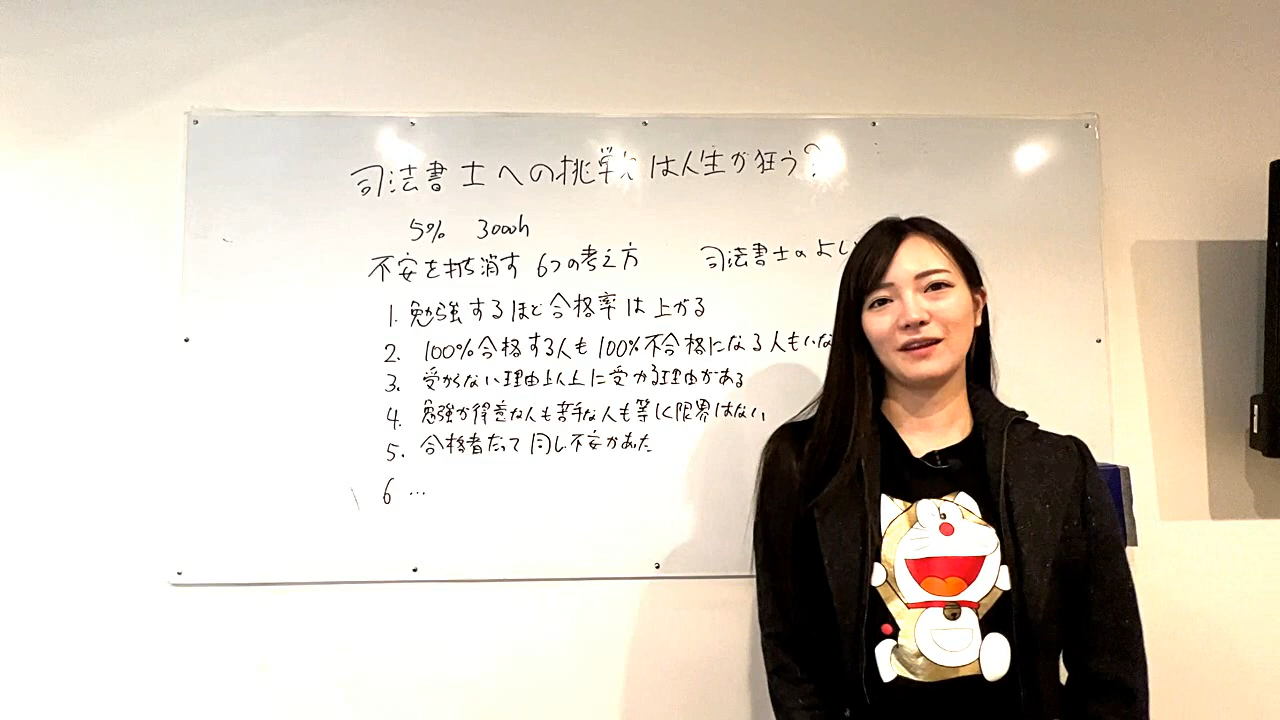 司法書士への挑戦は人生が狂う?
5% 3000h
不安を打ち消す 6つの考え方 司法書士のよし
1. 勉強するほど合格率は上がる
2. 100%合格する人も100%不合格になる人もいな
3. 受からない理由以上に受かる理由がある
4. 勉強が得意な人も苦手な人も等しく限界はない
5. 合格者だって同じ不安があった
6 …